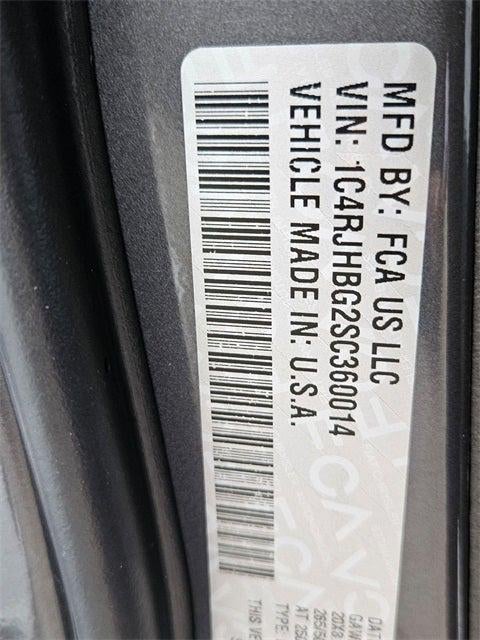 MFD BY: FCA US LLC
VIN: 1C4RJHBG2SC360014
VEHICLE MADE IN: U.S.A.